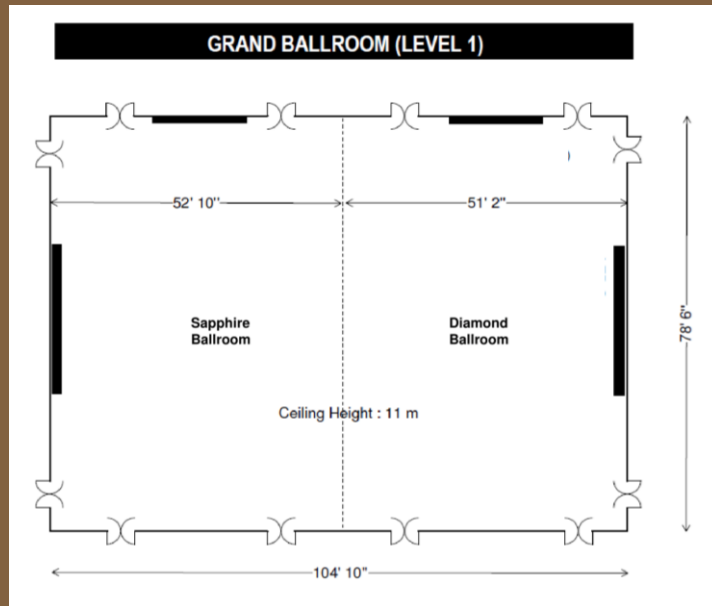 GRAND BALLROOM (LEVEL 1)
52' 10"
51' 2"
78' 6"
Sapphire
Ballroom
Diamond
Ballroom
Ceiling Height : 11 m
104' 10"